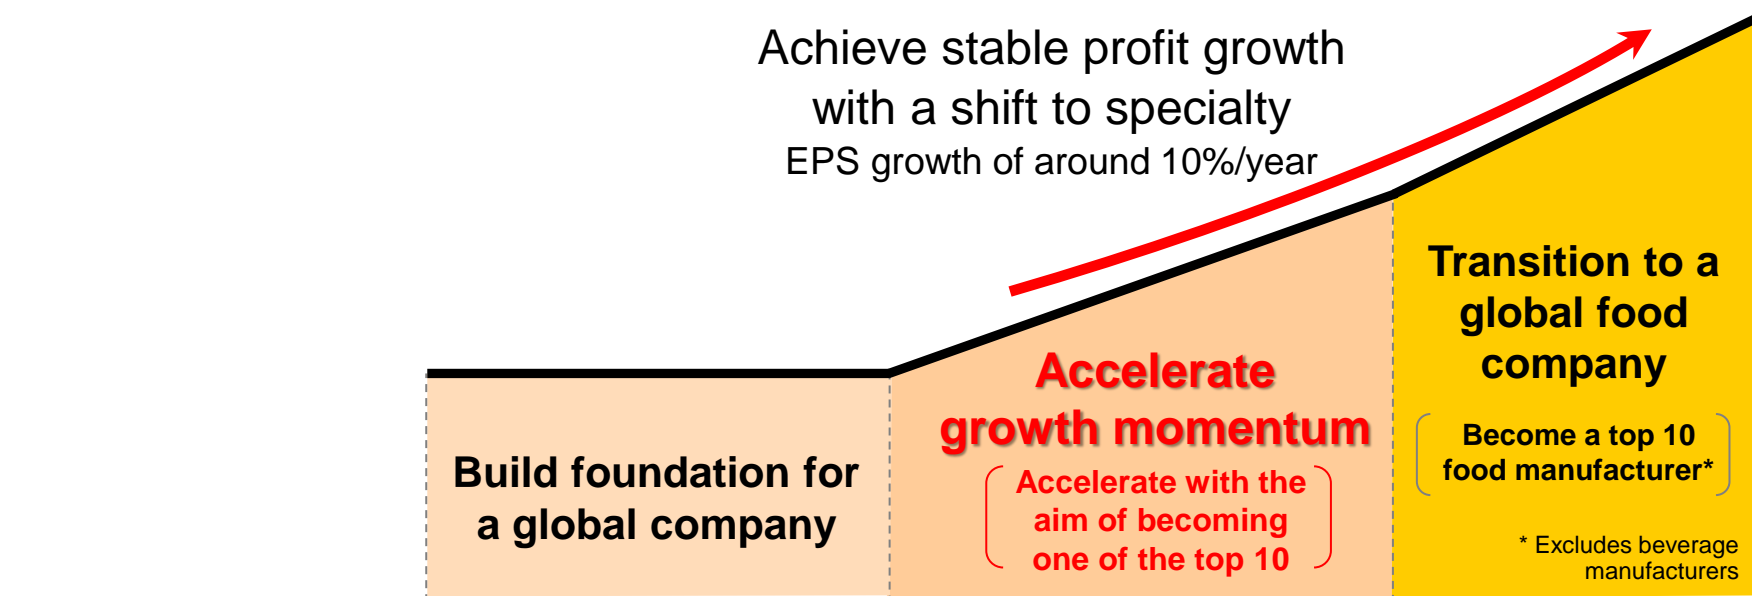 Achieve stable profit growth
with a shift to specialty
EPS growth of around 10%/year
Build foundation for
a global company
Accelerate
growth momentum
Accelerate with the
aim of becoming
one of the top 10
Transition to a
global food
company
Become a top 10
food manufacturer*
* Excludes beverage
manufacturers